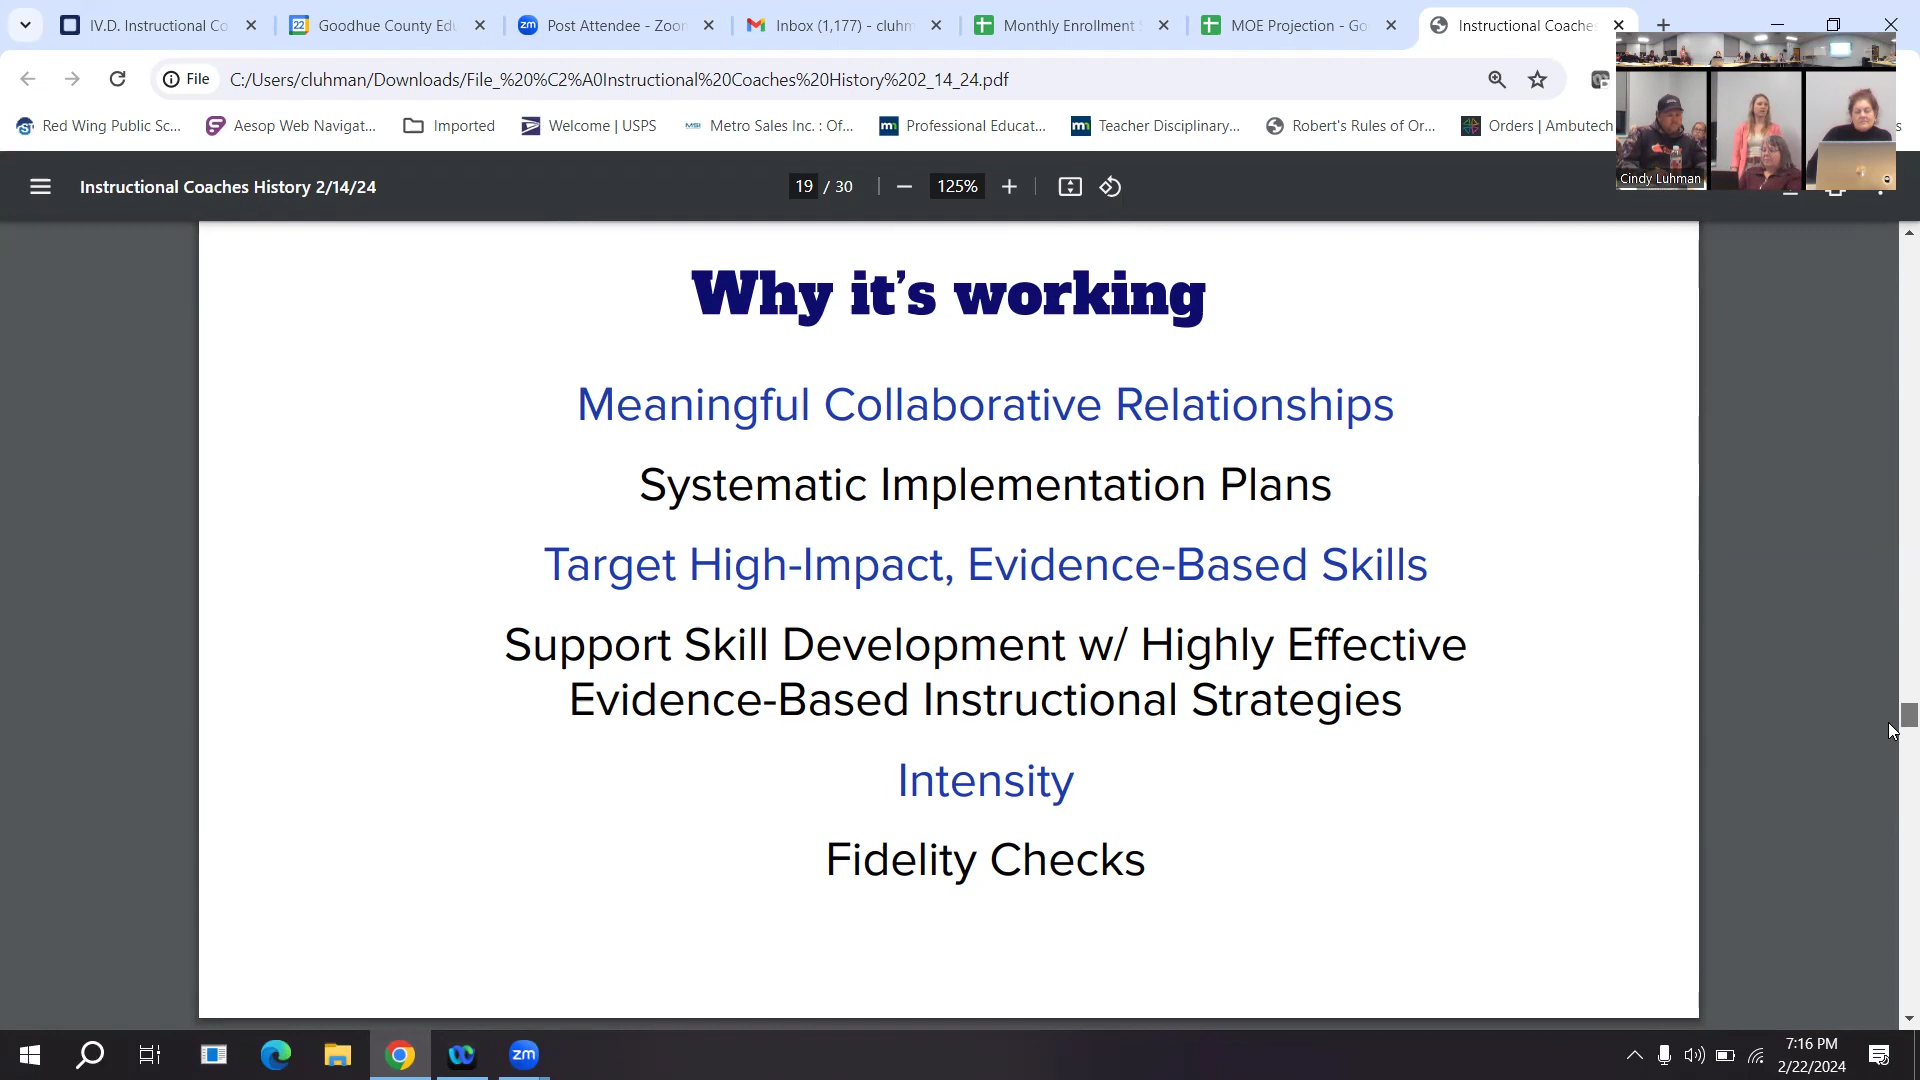 IV.D. Instructional Co
22 Goodhue County Edu
zm Post Attendee - Zoom
Inbox (1,177) - cluhm
Monthly Enrollment S
MOE Projection - Go
Instructional Coaches
File C:/Users/cluhman/Downloads/File_%20%C2%A0Instructional%20Coaches%20History%202_14_24.pdf
Red Wing Public Sc...
Aesop Web Navigat...
Imported
Welcome | USPS
Metro Sales Inc. : Of...
Professional Educat...
Teacher Disciplinary...
Robert's Rules of Or...
Orders | Ambutech
Cindy Luhman
Instructional Coaches History 2/14/24
19 / 30
125%
Why it's working
Meaningful Collaborative Relationships
Systematic Implementation Plans
Target High-Impact, Evidence-Based Skills
Support Skill Development w/ Highly Effective
Evidence-Based Instructional Strategies
Intensity
Fidelity Checks
zm
7:16 PM
2/22/2024